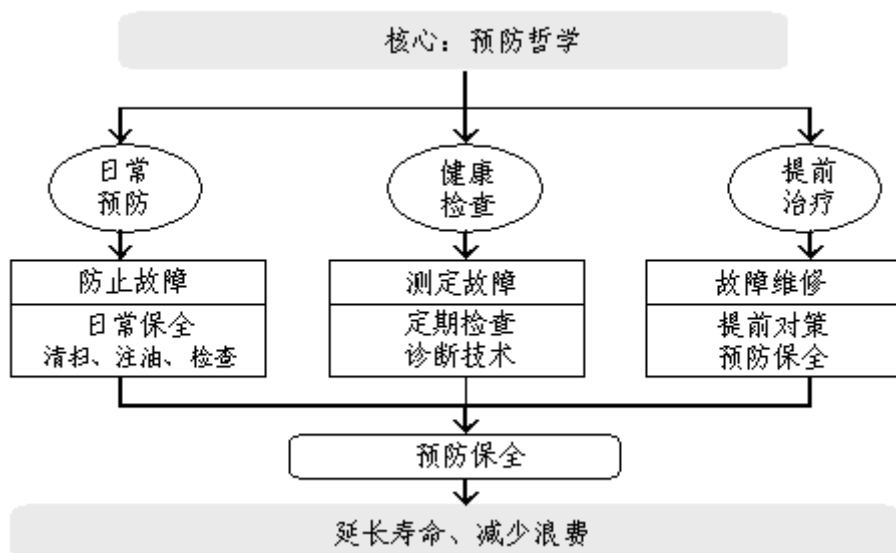 核心：预防哲学
日常
预防
健康
检查
提前
治疗
防止故障
日常保全
清扫、注油、检查
测定故障
定期检查
诊断技术
故障维修
提前对策
预防保全
预防保全
延长寿命、减少浪费